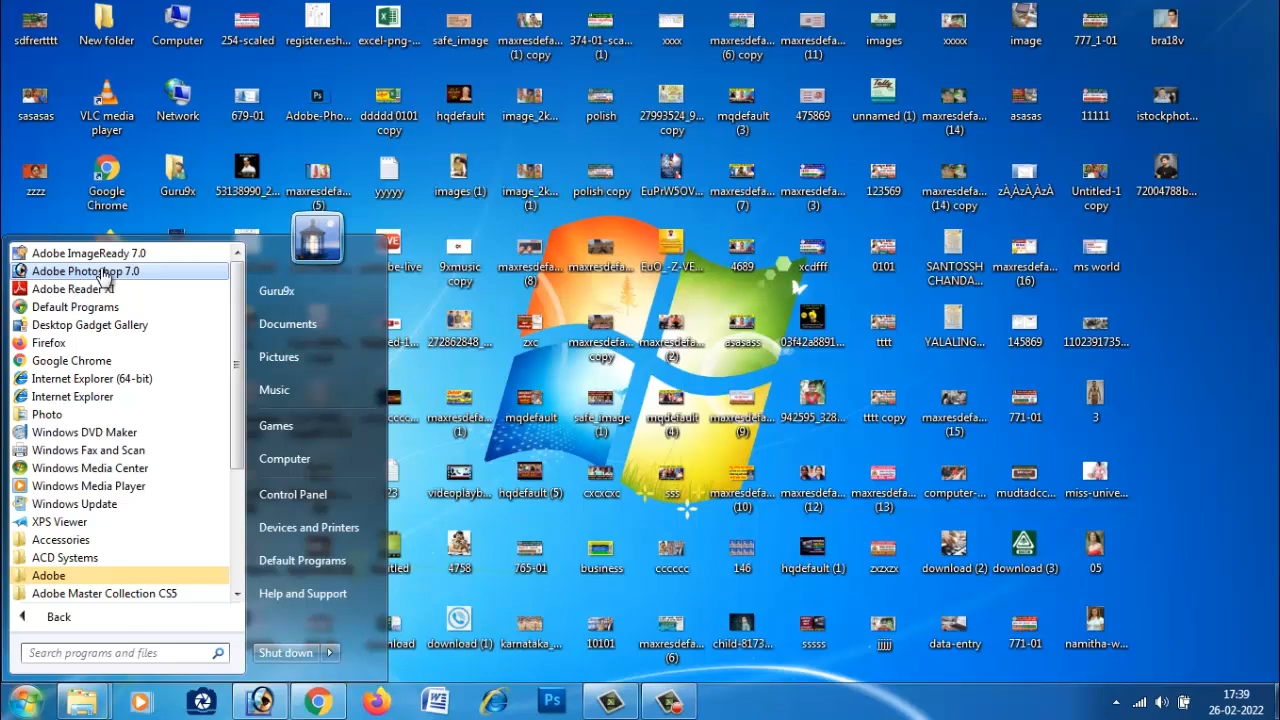 sdfrertttt
New folder
Computer
254-scaled
register.esh...
excel-png-...
safe_image
maxresdefa...
(1) copy
374-01-sca...
(1)
xxxx
maxresdefa...
(6) copy
maxresdefa...
(11)
images
xxxxx
image
777_1-01
bra18v
sasasas
VLC media
player
Network
679-01
Adobe-Pho...
ddddd 0101
copy
hqdefault
image_2k...
polish
27993524_9...
copy
mqdefault
(3)
475869
unnamed (1)
maxresdefa...
(14)
asasas
11111
istockphot...
zzzz
Google
Chrome
Guru9x
53138990_2...
maxresdefa...
(5)
yyyyy
images (1)
image_2k...
(1)
polish copy
EuPrW5OV...
maxresdefa...
(7)
maxresdefa...
(3)
123569
maxresdefa...
(14) copy
zÀ¸ÀzÀ¸ÀzÀ
Untitled-1
copy
72004788b...
9xmusic
copy
maxresdefa...
(8)
maxresdefa...
EuO_-Z-VE...
4689
xcdfff
0101
SANTOSSH
CHANDA...
maxresdefa...
(16)
ms world
272862848_...
zxc
maxresdefa...
copy
maxresdefa...
(2)
asasass
03f42a8891...
tttt
YALALING...
145869
1102391735...
maxresdefa...
(1)
mqdefault
safe_image
(1)
mqdefault
(4)
maxresdefa...
(9)
942595_328...
tttt copy
maxresdefa...
(15)
771-01
3
videoplayb...
hqdefault (5)
cxcxcxc
sss
maxresdefa...
(10)
maxresdefa...
(12)
maxresdefa...
(13)
computer-...
mudtadcc...
miss-unive...
4758
765-01
business
cccccc
146
hqdefault (1)
zxzxzx
download (2)
download (3)
05
download (1)
karnataka_...
10101
maxresdefa...
(6)
child-8173...
sssss
jjjjj
data-entry
771-01
namitha-w...
Adobe ImageReady 7.0
Adobe Photoshop 7.0
Adobe Reader
Default Programs
Desktop Gadget Gallery
Firefox
Google Chrome
Internet Explorer (64-bit)
Internet Explorer
Photo
Windows DVD Maker
Windows Fax and Scan
Windows Media Center
Windows Media Player
Windows Update
XPS Viewer
Accessories
ACD Systems
Adobe
Adobe Master Collection CS5
Back
Search programs and files
Guru9x
Documents
Pictures
Music
Games
Computer
Control Panel
Devices and Printers
Default Programs
Help and Support
Shut down
Ps
17:39
26-02-2022